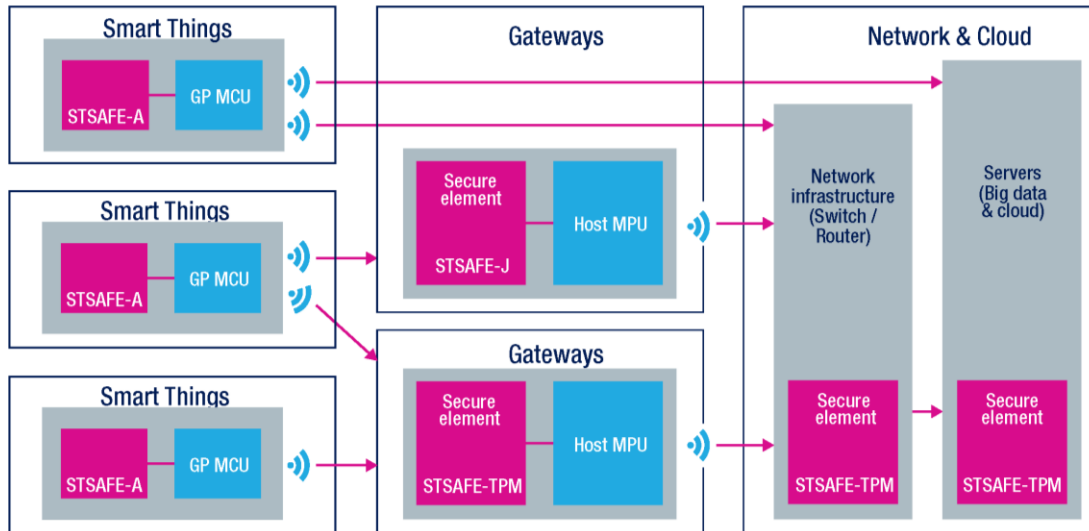 Smart Things
STSAFE-A
GP MCU
Smart Things
STSAFE-A
GP MCU
Smart Things
STSAFE-A
GP MCU
Gateways
Secure
element
STSAFE-J
Host MPU
Gateways
Secure
element
STSAFE-TPM
Host MPU
Network & Cloud
Network
infrastructure
(Switch /
Router)
Secure
element
STSAFE-TPM
Servers
(Big data
& cloud)
Secure
element
STSAFE-TPM